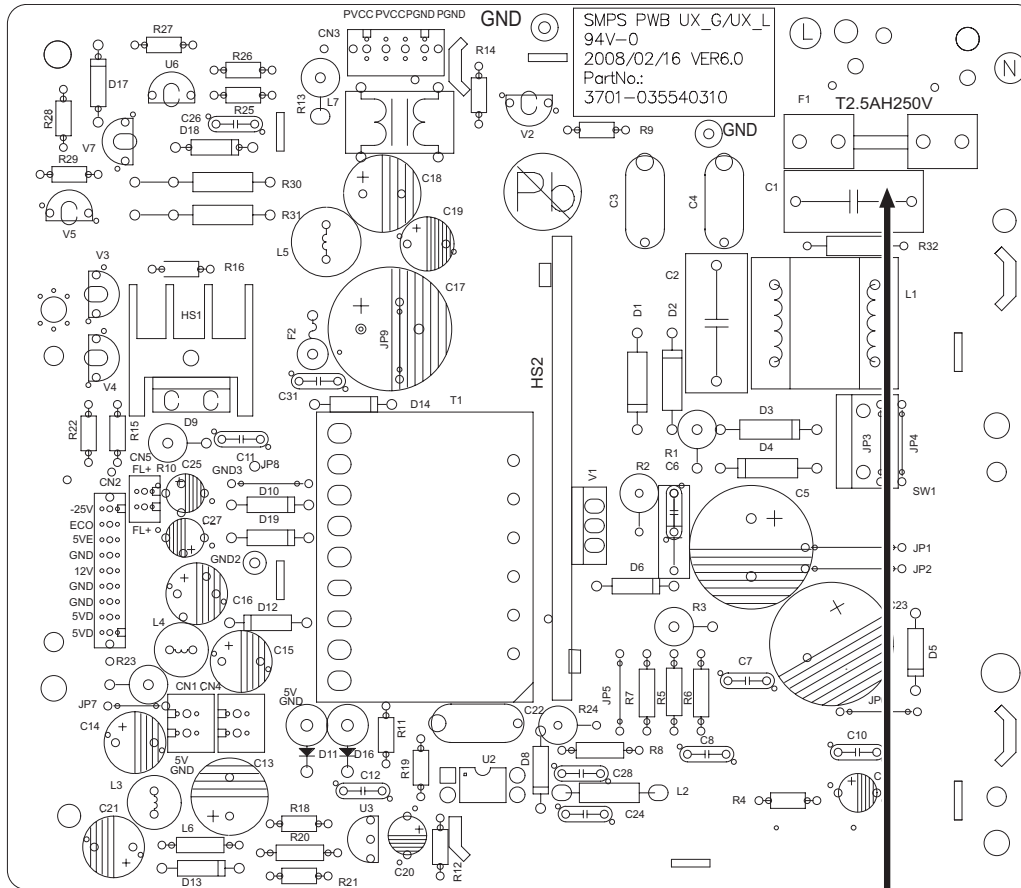 PVCC PVCC PGND PGND
GND
SMPS PWB UX_G/UX_L
94V-0
2008/02/16 VER6.0
PartNo.:
3701-035540310
L
N
R27
CN3
R14
U6
R26
D17
R13
L7
F1
T2.5AH250V
R28
R25
C26
D18
V2
R9
GND
V7
R29
R30
C18
Pb
C3
C4
C1
V5
R31
C19
L5
R32
V3
R16
C17
C2
HS1
F2
JP9
D1
D2
L1
HS2
V4
C31
D14
T1
R22
R15
D9
C11
D3
R1
JP3
JP4
CN5
FL+
R10
C25
GND3
JP8
D4
CN2
D10
V1
R2
C6
C5
SW1
-25V
ECO
FL+
C27
D19
5VE
GND
GND2
JP1
JP2
12V
GND
GND
C16
D12
D6
5VD
5VD
L4
C15
R3
C23
D5
R23
CN1
CN4
5V
GND
JP5
R7
R5
R6
C7
JP7
C14
C22
R24
JP
D11
D16
R11
5V
GND
C13
R19
U2
D8
R8
C8
C10
L3
C12
C28
L2
C
C21
R18
U3
C24
R4
L6
R20
C20
R12
D13
R21